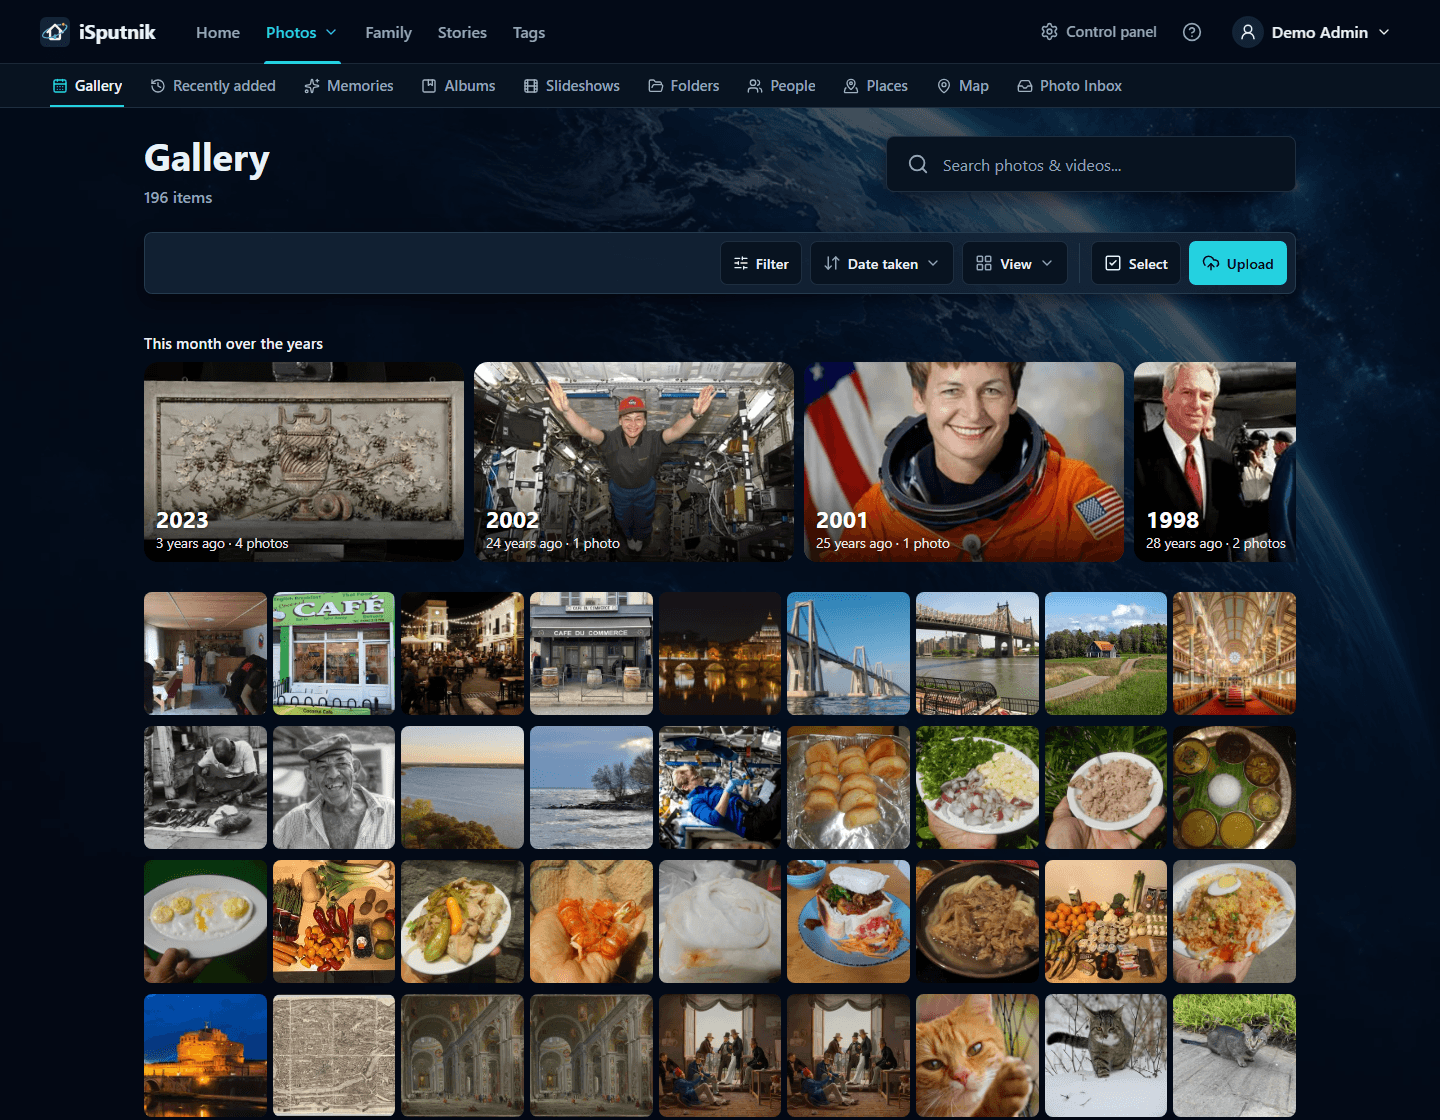 iSputnik
Home
Photos
Family
Stories
Tags
Control panel
Demo Admin
Gallery
Recently added
Memories
Albums
Slideshows
Folders
People
Places
Map
Photo Inbox
Gallery
196 items
Search photos & videos...
Filter
Date taken
View
Select
Upload
This month over the years
2023
3 years ago · 4 photos
2002
24 years ago · 1 photo
2001
25 years ago · 1 photo
1998
28 years ago · 2 photos
CAFÉ
CAFE DU COMMERCE